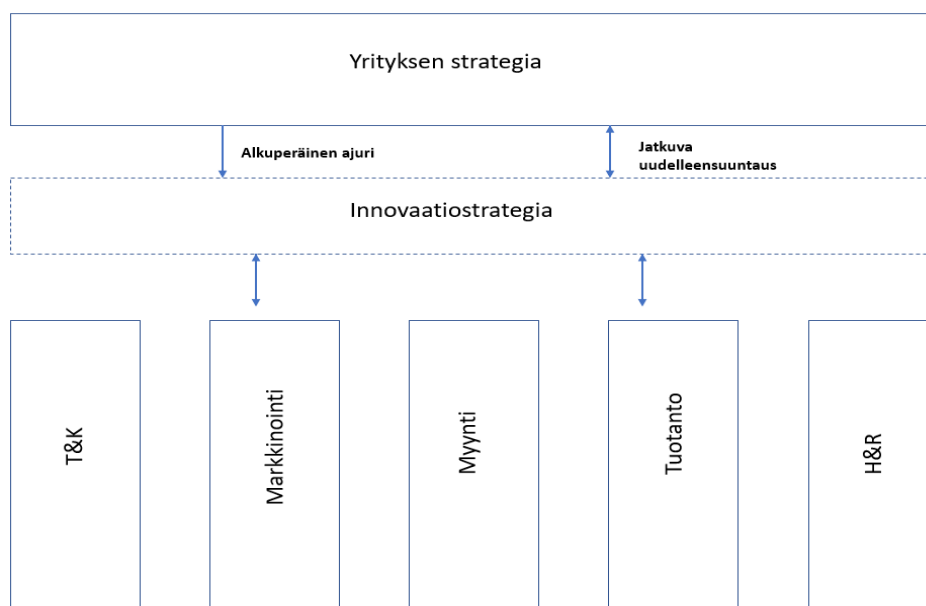 Yrityksen strategia
Alkuperäinen ajuri
Jatkuva
uudelleensuuntaus
Innovaatiostrategia
T&K
Markkinointi
Myynti
Tuotanto
H&R